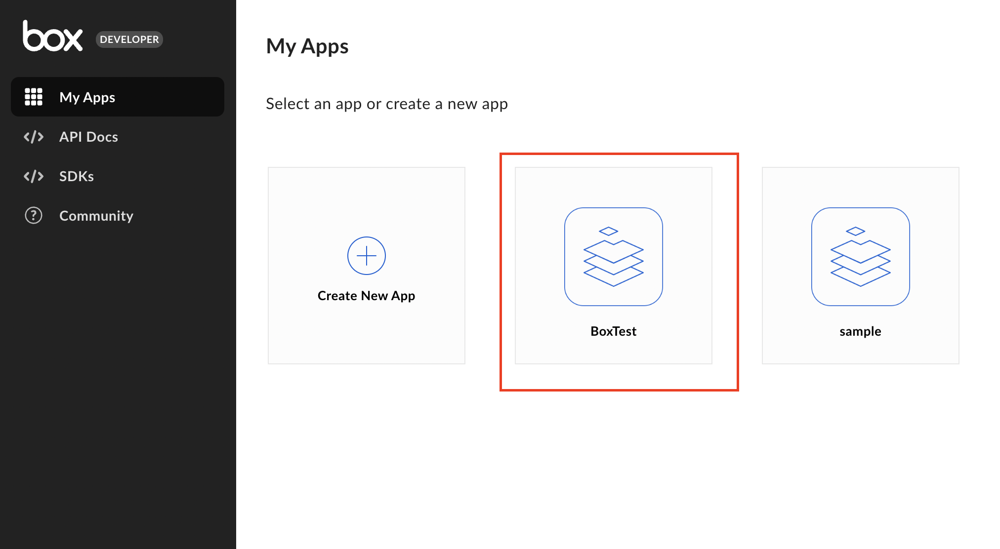 box DEVELOPER
My Apps
API Docs
SDKs
Community
My Apps
Select an app or create a new app
Create New App
BoxTest
sample